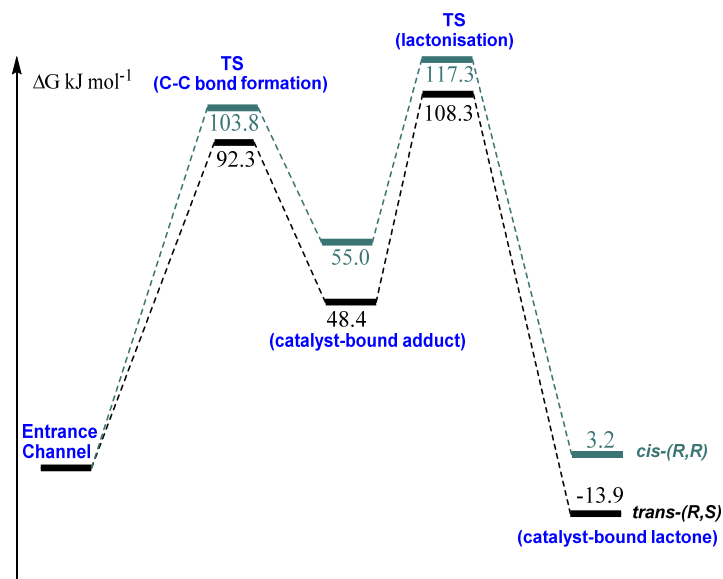 TS
(lactonisation)
TS
(C-C bond formation)
ΔG kJ mol⁻¹
117.3
108.3
103.8
92.3
55.0
48.4
(catalyst-bound adduct)
Entrance
Channel
3.2
cis-(R,R)
-13.9
trans-(R,S)
(catalyst-bound lactone)